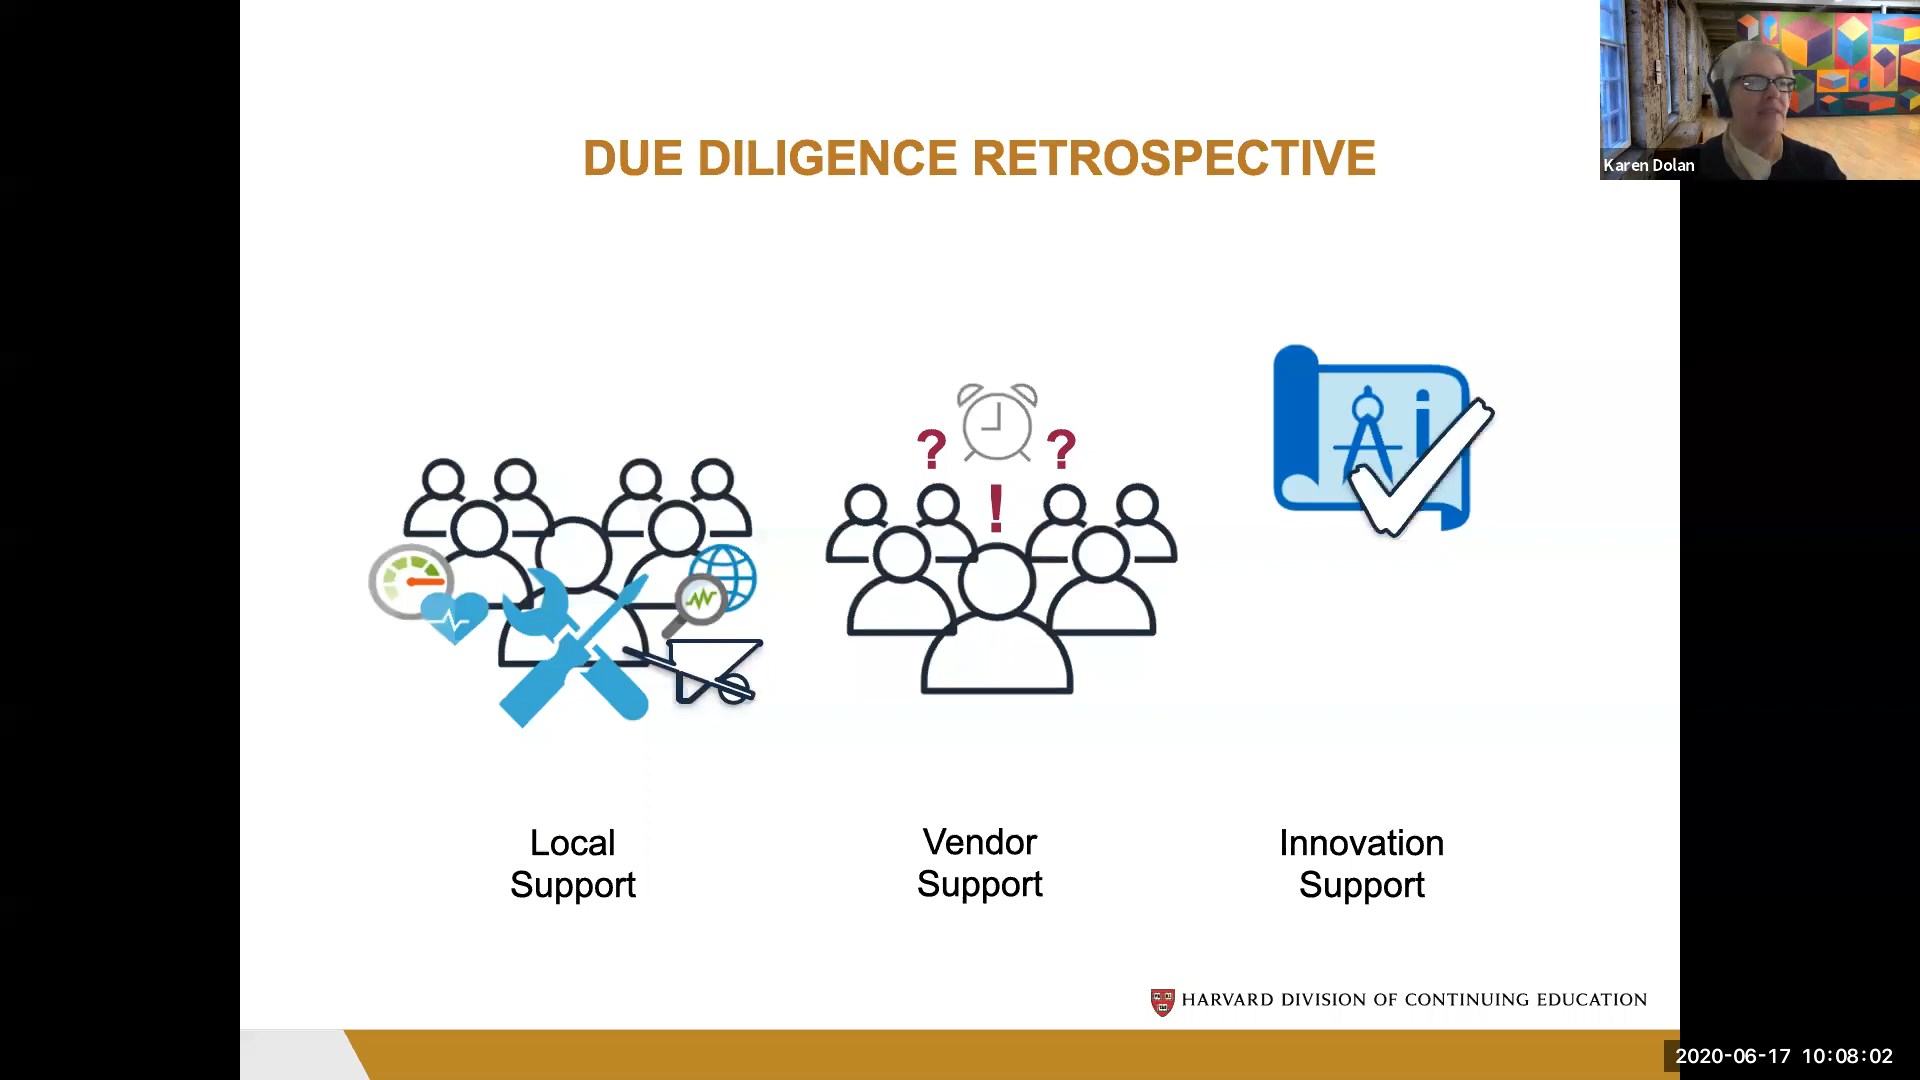 DUE DILIGENCE RETROSPECTIVE
Karen Dolan
? ?
!
Ai
Local
Support
Vendor
Support
Innovation
Support
HARVARD DIVISION OF CONTINUING EDUCATION
2020-06-17 10:08:02